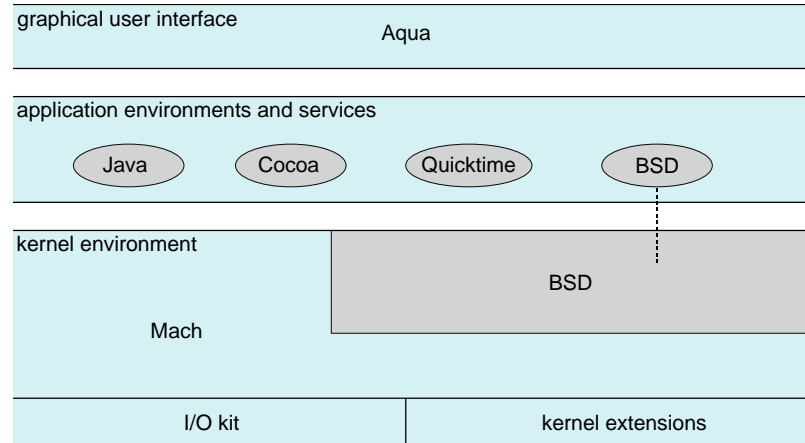 graphical user interface
Aqua
application environments and services
Java
Cocoa
Quicktime
BSD
kernel environment
BSD
Mach
I/O kit
kernel extensions